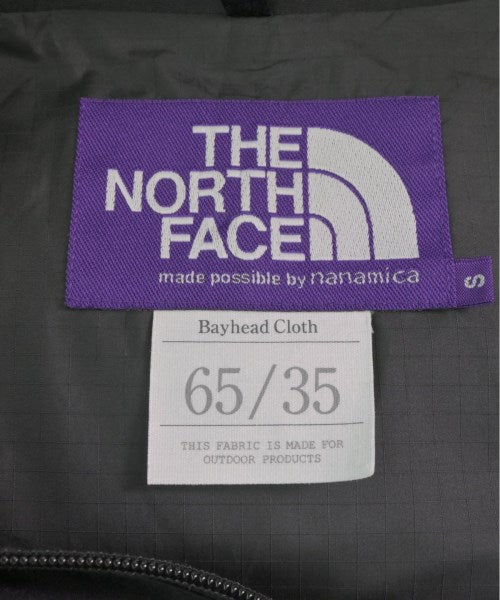 THE
NORTH
FACE
made possible by nanamica
S
Bayhead Cloth
65/35
THIS FABRIC IS MADE FOR
OUTDOOR PRODUCTS